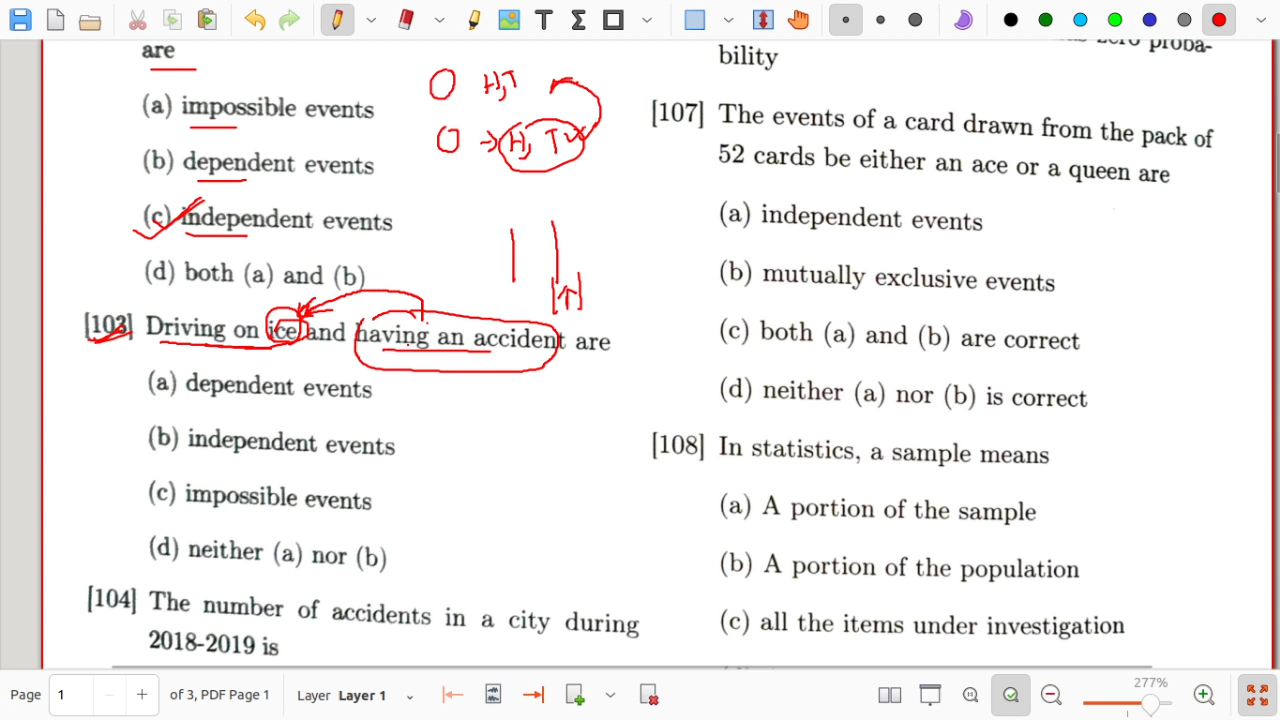 are
(a) impossible events
(b) dependent events
(c) independent events
(d) both (a) and (b)
H,T
H, T
[103] Driving on ice and having an accident are
(a) dependent events
(b) independent events
(c) impossible events
(d) neither (a) nor (b)
[104] The number of accidents in a city during
2018-2019 is
zero proba-
bility
[107] The events of a card drawn from the pack of
52 cards be either an ace or a queen are
(a) independent events
(b) mutually exclusive events
(c) both (a) and (b) are correct
(d) neither (a) nor (b) is correct
[108] In statistics, a sample means
(a) A portion of the sample
(b) A portion of the population
(c) all the items under investigation
Page 1 of 3, PDF Page 1 Layer Layer 1 277%